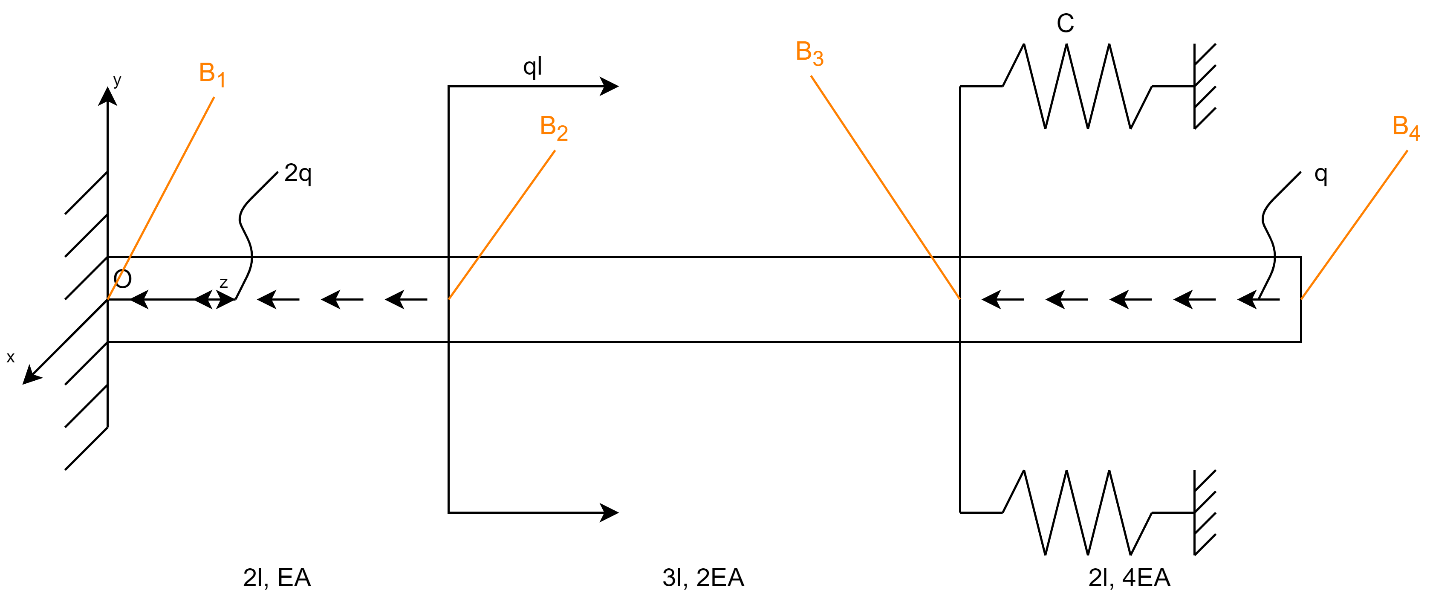 C
B₃
ql
B₁
y
B₂
B₄
2q
q
O
z
x
2l, EA
3l, 2EA
2l, 4EA